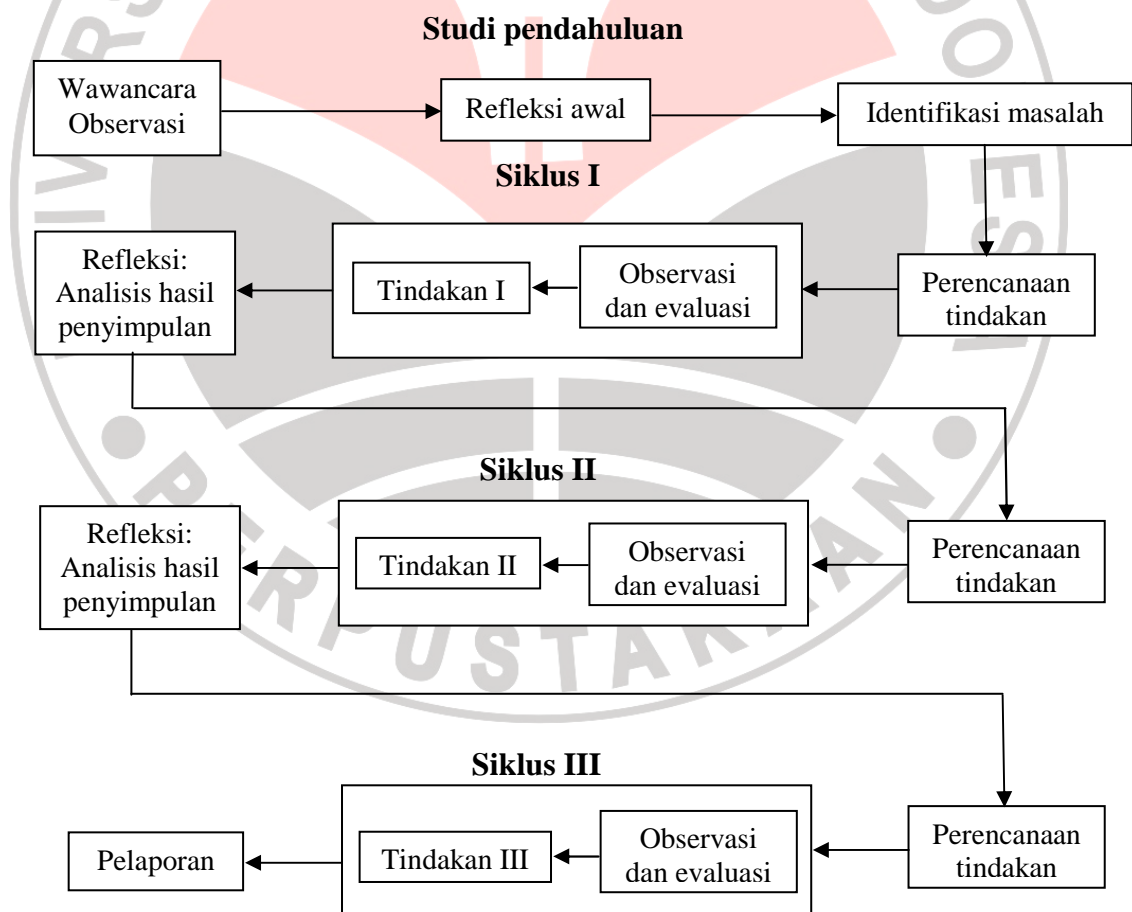 Studi pendahuluan
Wawancara
Observasi
Refleksi awal
Identifikasi masalah
Siklus I
Refleksi:
Analisis hasil
penyimpulan
Tindakan I
Observasi
dan evaluasi
Perencanaan
tindakan
Siklus II
Refleksi:
Analisis hasil
penyimpulan
Tindakan II
Observasi
dan evaluasi
Perencanaan
tindakan
Siklus III
Pelaporan
Tindakan III
Observasi
dan evaluasi
Perencanaan
tindakan
PERPUSTAKAAN